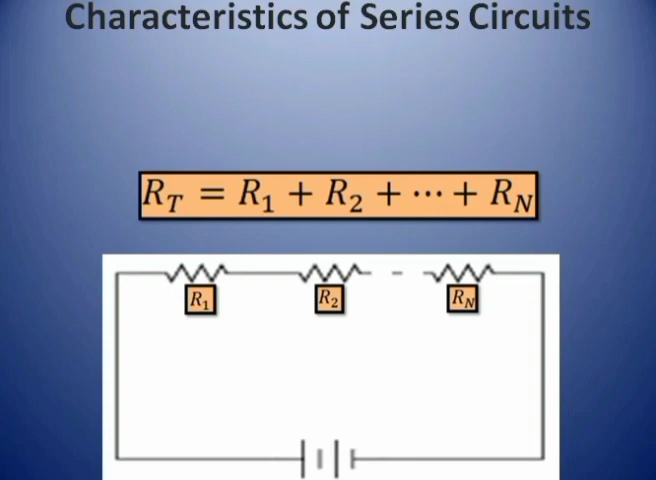 Characteristics of Series Circuits
R_T = R_1 + R_2 + ⋯ + R_N
R_1 R_2 R_N